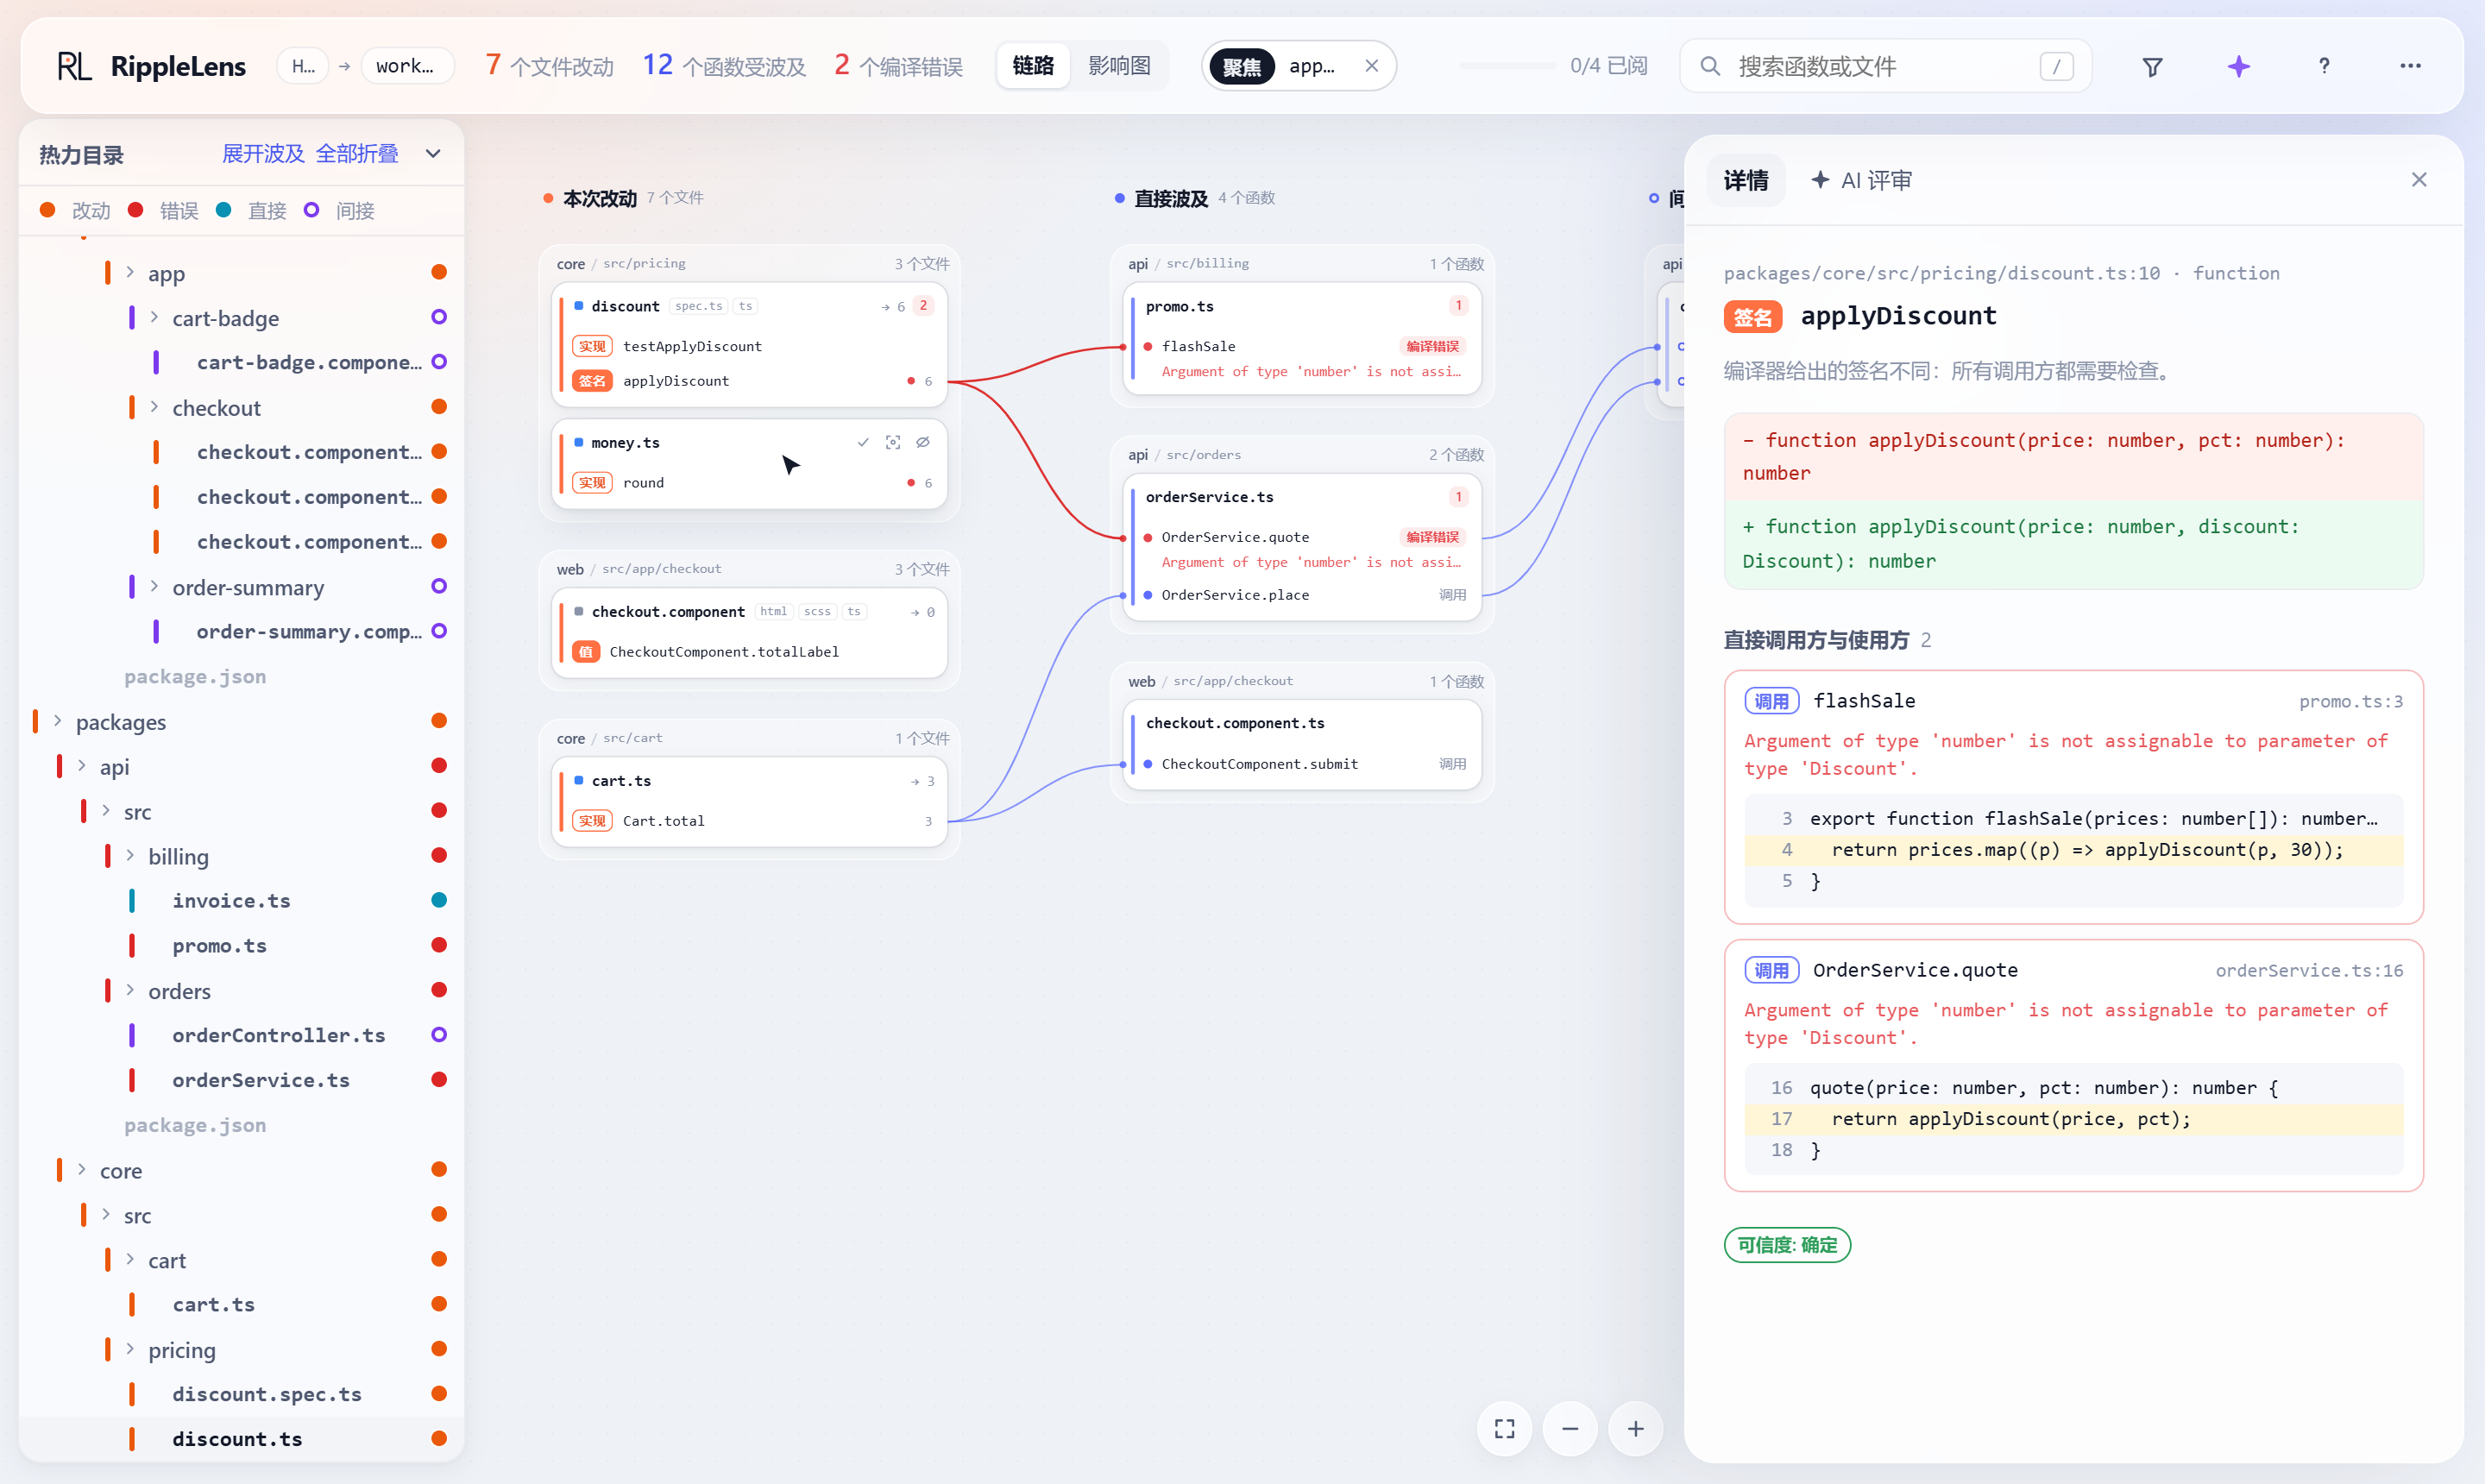 RL RippleLens H... → work... 7 个文件改动 12 个函数受波及 2 个编译错误 链路 影响图 聚焦 app... × 0/4 已阅 搜索函数或文件 / ? ...
热力目录 展开波及 全部折叠
改动 错误 直接 间接
app
cart-badge
cart-badge.compone...
checkout
checkout.component...
checkout.component...
checkout.component...
order-summary
order-summary.comp...
package.json
packages
api
src
billing
invoice.ts
promo.ts
orders
orderController.ts
orderService.ts
package.json
core
src
cart
cart.ts
pricing
discount.spec.ts
discount.ts
本次改动 7 个文件
core / src/pricing 3 个文件
discount spec.ts ts → 6 2
实现 testApplyDiscount
签名 applyDiscount 6
money.ts
实现 round 6
web / src/app/checkout 3 个文件
checkout.component html scss ts → 0
值 CheckoutComponent.totalLabel
core / src/cart 1 个文件
cart.ts → 3
实现 Cart.total 3
直接波及 4 个函数
api / src/billing 1 个函数
promo.ts 1
flashSale 编译错误
Argument of type 'number' is not assi...
api / src/orders 2 个函数
orderService.ts 1
OrderService.quote 编译错误
Argument of type 'number' is not assi...
OrderService.place 调用
web / src/app/checkout 1 个函数
checkout.component.ts
CheckoutComponent.submit 调用
间
api
详情 AI 评审 ×
packages/core/src/pricing/discount.ts:10 · function
签名 applyDiscount
编译器给出的签名不同：所有调用方都需要检查。
− function applyDiscount(price: number, pct: number):
number
+ function applyDiscount(price: number, discount:
Discount): number
直接调用方与使用方 2
调用 flashSale promo.ts:3
Argument of type 'number' is not assignable to parameter of
type 'Discount'.
3 export function flashSale(prices: number[]): number...
4 return prices.map((p) => applyDiscount(p, 30));
5 }
调用 OrderService.quote orderService.ts:16
Argument of type 'number' is not assignable to parameter of
type 'Discount'.
16 quote(price: number, pct: number): number {
17 return applyDiscount(price, pct);
18 }
可信度: 确定